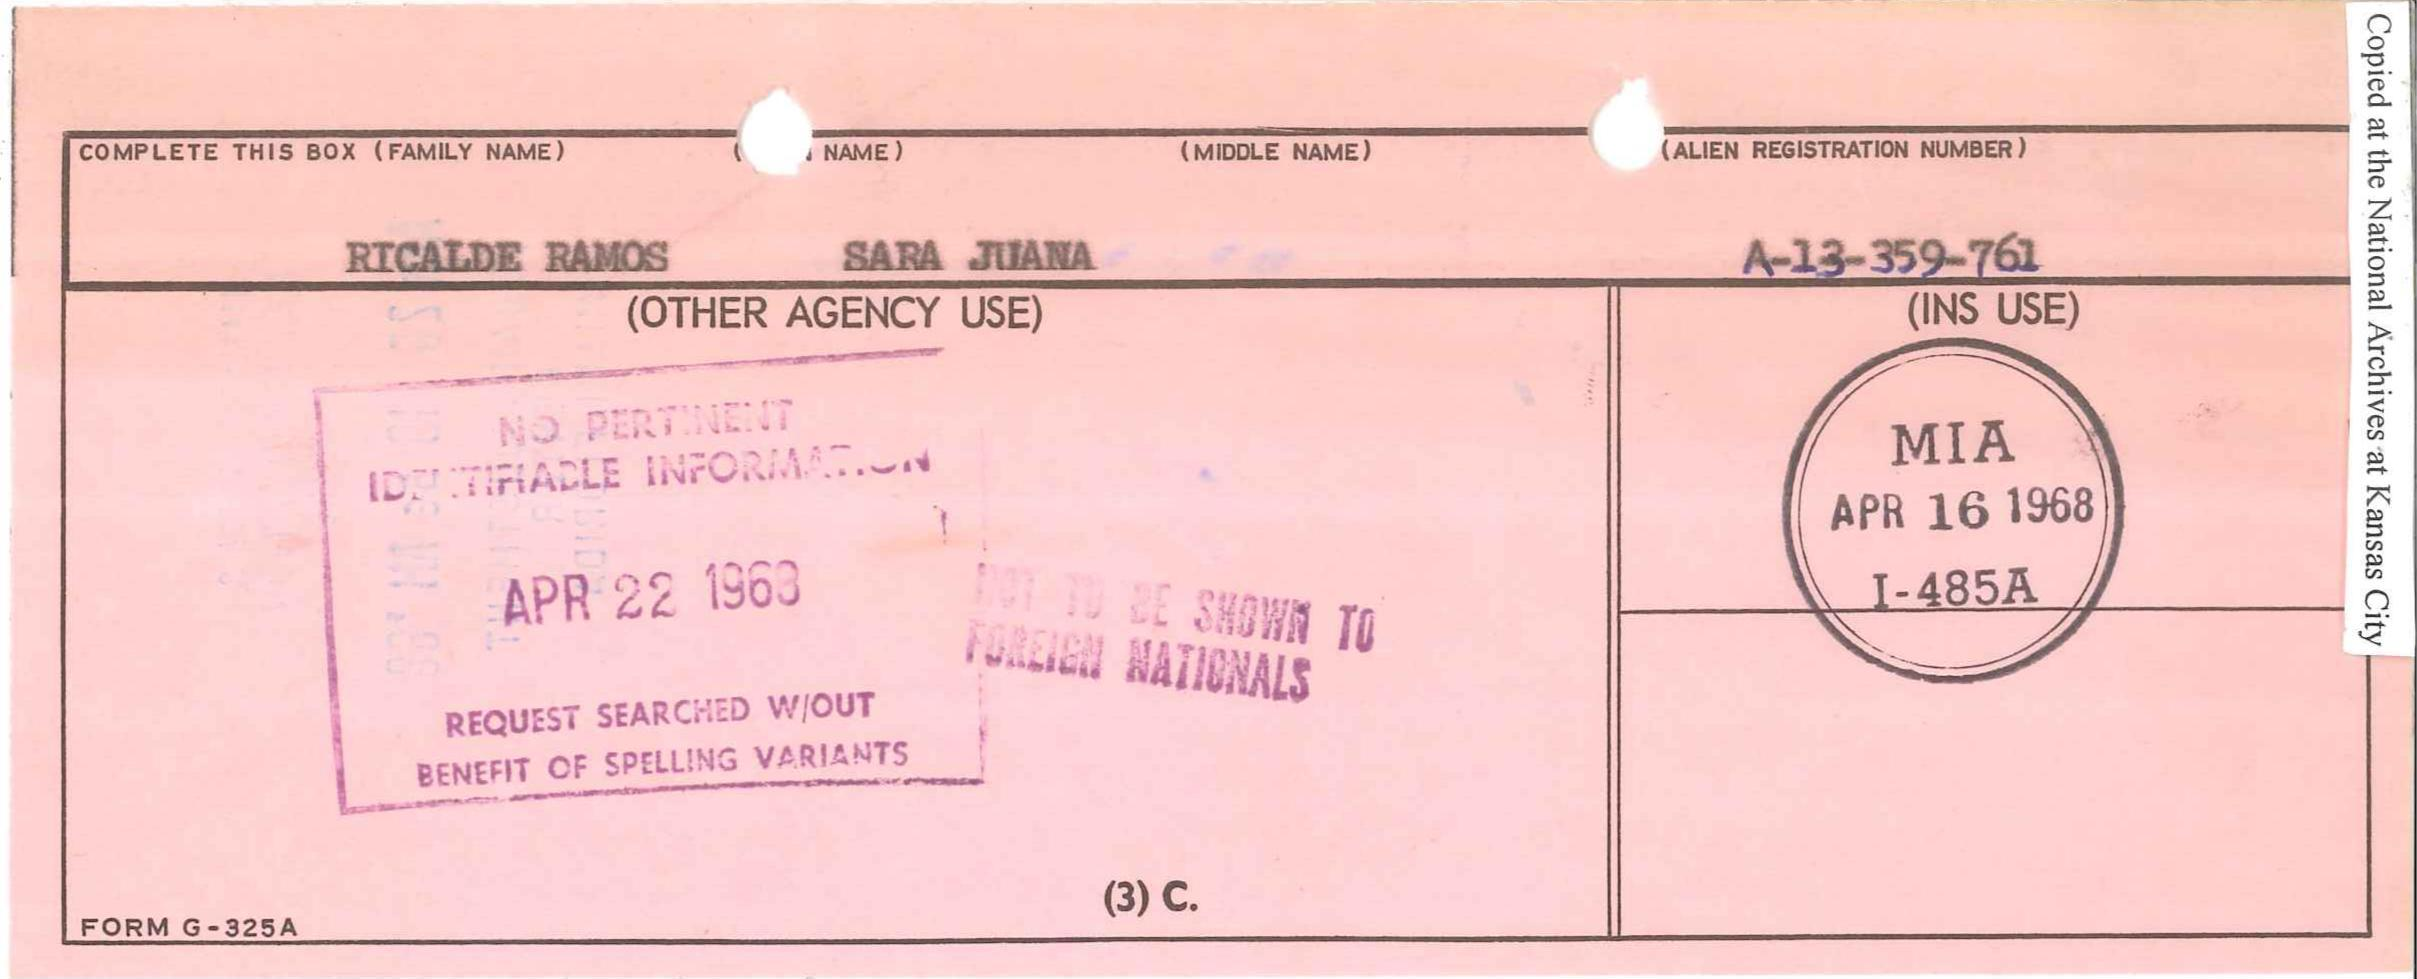 COMPLETE THIS BOX (FAMILY NAME) ( NAME) (MIDDLE NAME) (ALIEN REGISTRATION NUMBER)
RICALDE RAMOS SARA JUANA A-13-359-761
(OTHER AGENCY USE)
NO PERTINENT
IDENTIFIABLE INFORMATION
APR 22 1968
REQUEST SEARCHED W/OUT
BENEFIT OF SPELLING VARIANTS
NOT TO BE SHOWN TO
FOREIGN NATIONALS
(INS USE)
MIA
APR 16 1968
I-485A
(3) C.
FORM G-325A
Copied at the National Archives at Kansas City